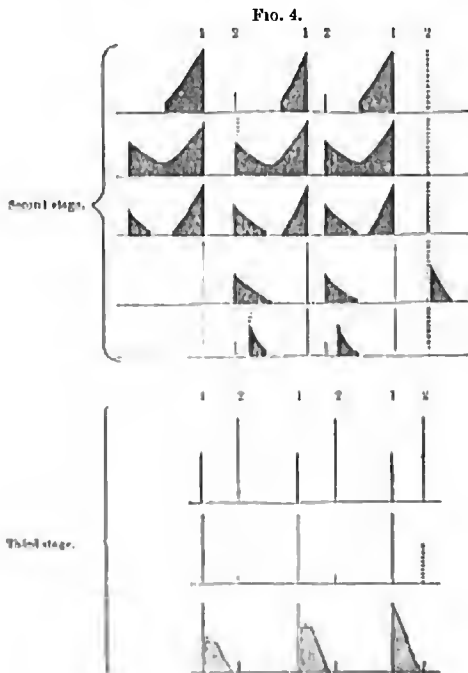 FIG. 4.
1 2 1 2 1 2
Second stage.
1 2 1 2 1 2
Third stage.